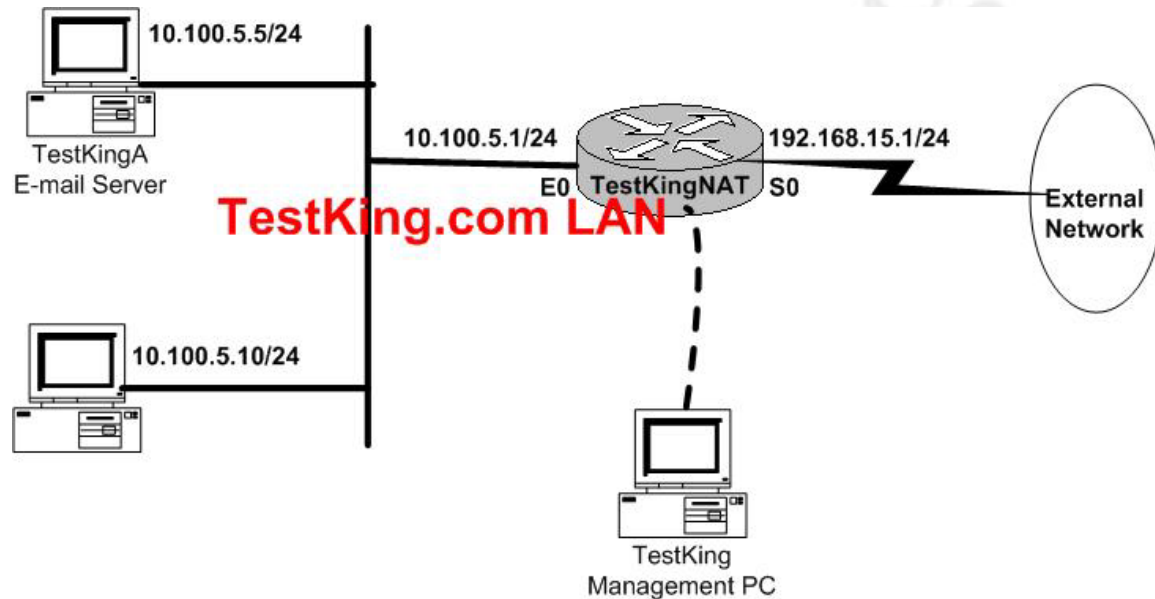 10.100.5.5/24
TestKingA
E-mail Server
10.100.5.1/24
192.168.15.1/24
E0
TestKingNAT
S0
TestKing.com LAN
External
Network
10.100.5.10/24
TestKing
Management PC